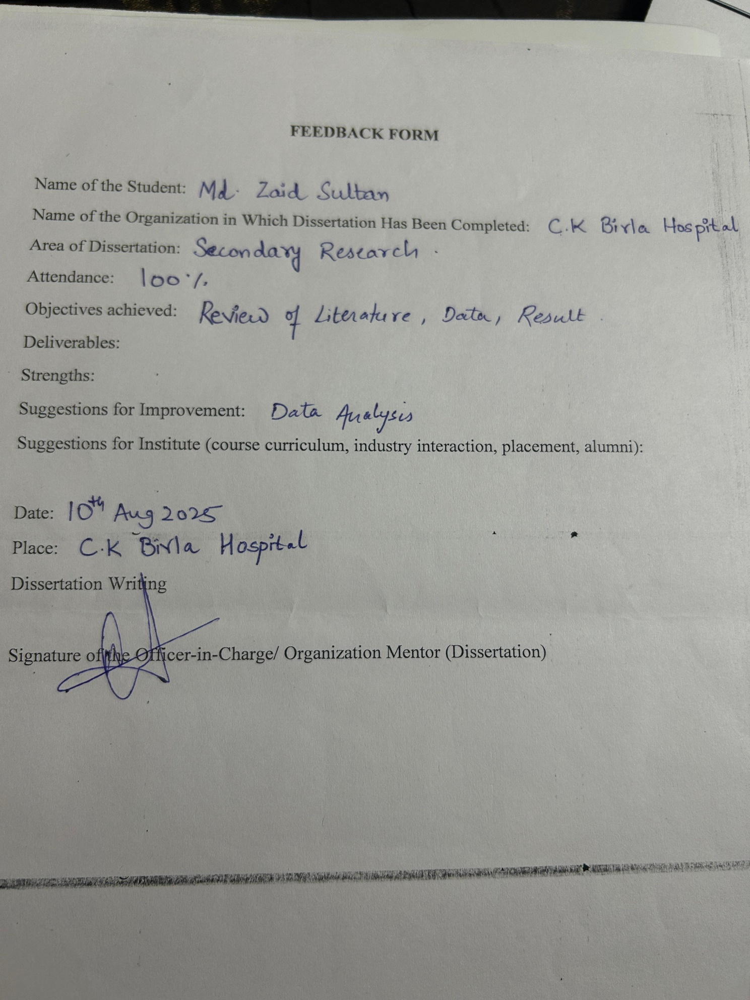 FEEDBACK FORM
Name of the Student: Md. Zaid Sultan
Name of the Organization in Which Dissertation Has Been Completed: C.K Birla Hospital
Area of Dissertation: Secondary Research.
Attendance: 100%
Objectives achieved: Review of Literature, Data, Result.
Deliverables:
Strengths:
Suggestions for Improvement: Data Analysis
Suggestions for Institute (course curriculum, industry interaction, placement, alumni):
Date: 10th Aug 2025
Place: C.K Birla Hospital
Dissertation Writing
Signature of the Officer-in-Charge/ Organization Mentor (Dissertation)